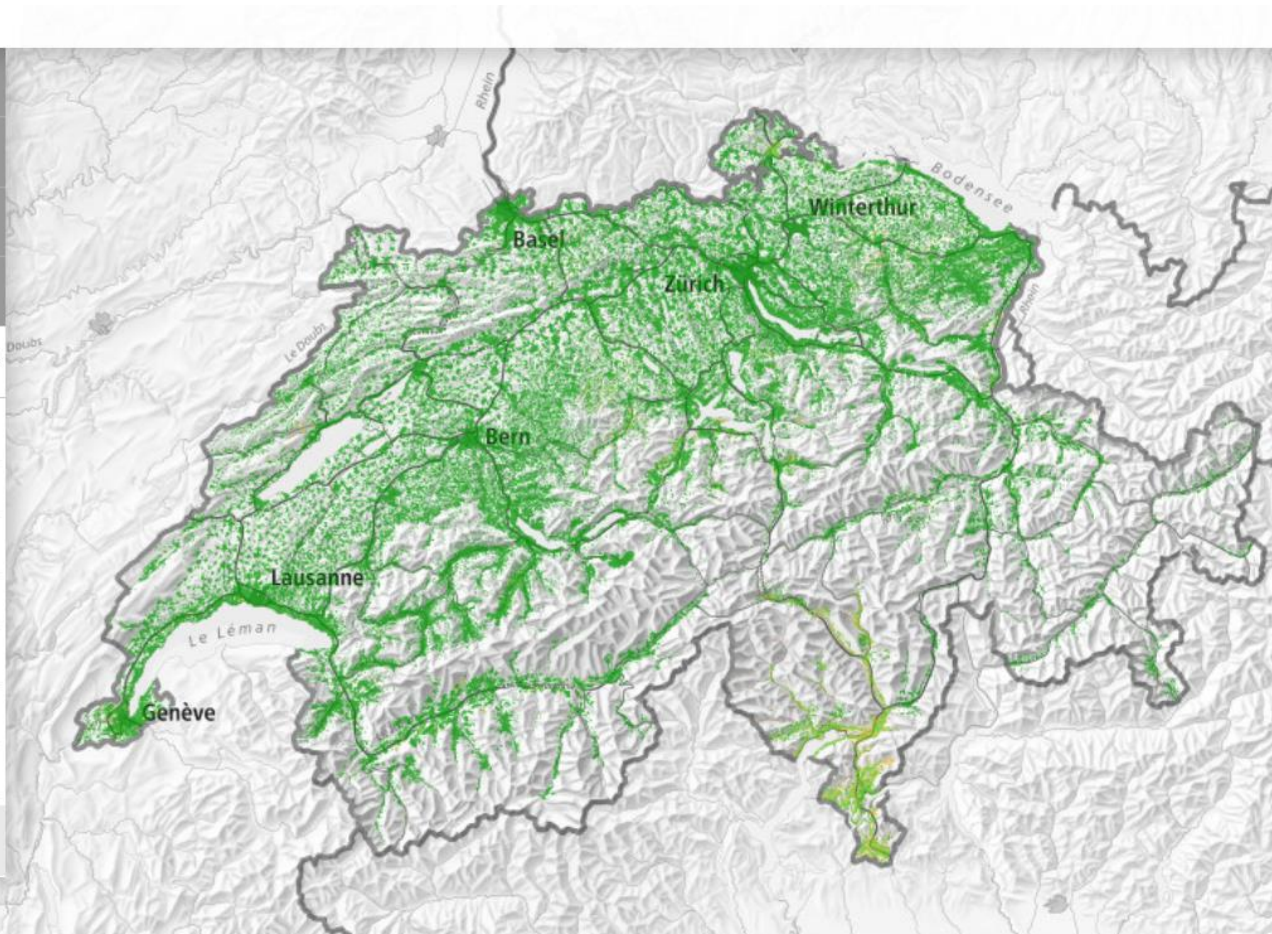 Rhein
Bodensee
Winterthur
Basel
Zürich
Rhein
Doubs
Le Doubs
Bern
Lausanne
Le Léman
Genève